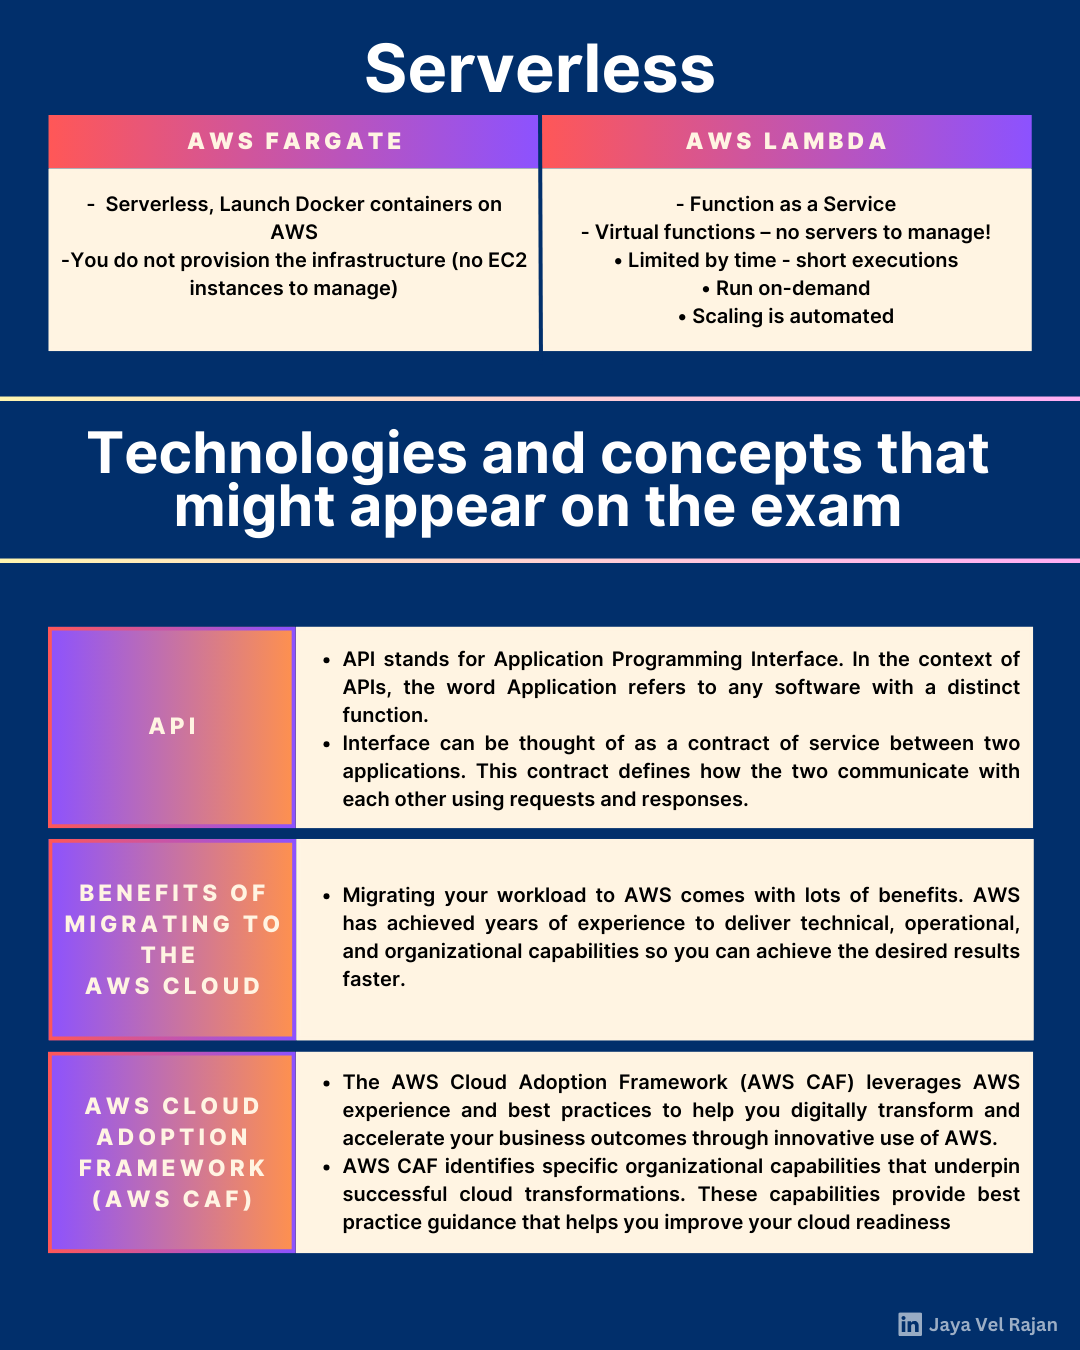 Serverless
AWS FARGATE
-  Serverless, Launch Docker containers on
AWS
-You do not provision the infrastructure (no EC2
instances to manage)
AWS LAMBDA
- Function as a Service
- Virtual functions – no servers to manage!
• Limited by time - short executions
• Run on-demand
• Scaling is automated
Technologies and concepts that
might appear on the exam
API
• API stands for Application Programming Interface. In the context of
APIs, the word Application refers to any software with a distinct
function.
• Interface can be thought of as a contract of service between two
applications. This contract defines how the two communicate with
each other using requests and responses.
BENEFITS OF
MIGRATING TO
THE
AWS CLOUD
• Migrating your workload to AWS comes with lots of benefits. AWS
has achieved years of experience to deliver technical, operational,
and organizational capabilities so you can achieve the desired results
faster.
AWS CLOUD
ADOPTION
FRAMEWORK
(AWS CAF)
• The AWS Cloud Adoption Framework (AWS CAF) leverages AWS
experience and best practices to help you digitally transform and
accelerate your business outcomes through innovative use of AWS.
• AWS CAF identifies specific organizational capabilities that underpin
successful cloud transformations. These capabilities provide best
practice guidance that helps you improve your cloud readiness
in Jaya Vel Rajan